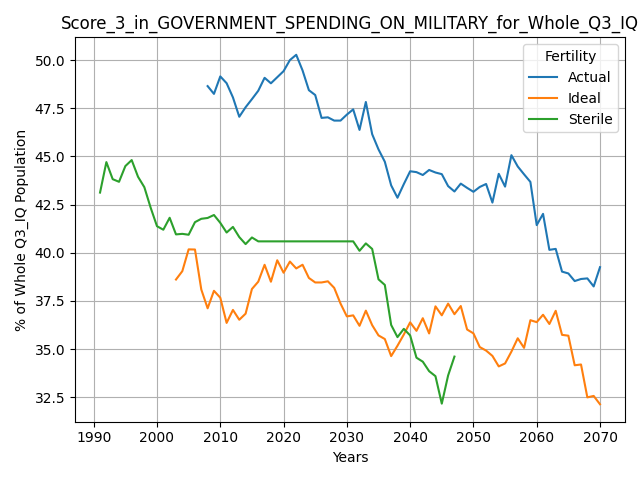 Score_3_in_GOVERNMENT_SPENDING_ON_MILITARY_for_Whole_Q3_IQ
Fertility
Actual
Ideal
Sterile
% of Whole Q3_IQ Population
50.0
47.5
45.0
42.5
40.0
37.5
35.0
32.5
1990 2000 2010 2020 2030 2040 2050 2060 2070
Years